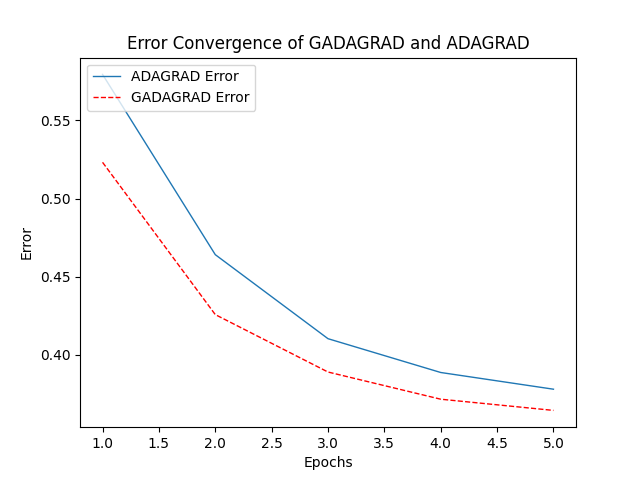 Error Convergence of GADAGRAD and ADAGRAD
ADAGRAD Error
GADAGRAD Error
0.55
0.50
0.45
0.40
Error
1.0 1.5 2.0 2.5 3.0 3.5 4.0 4.5 5.0
Epochs